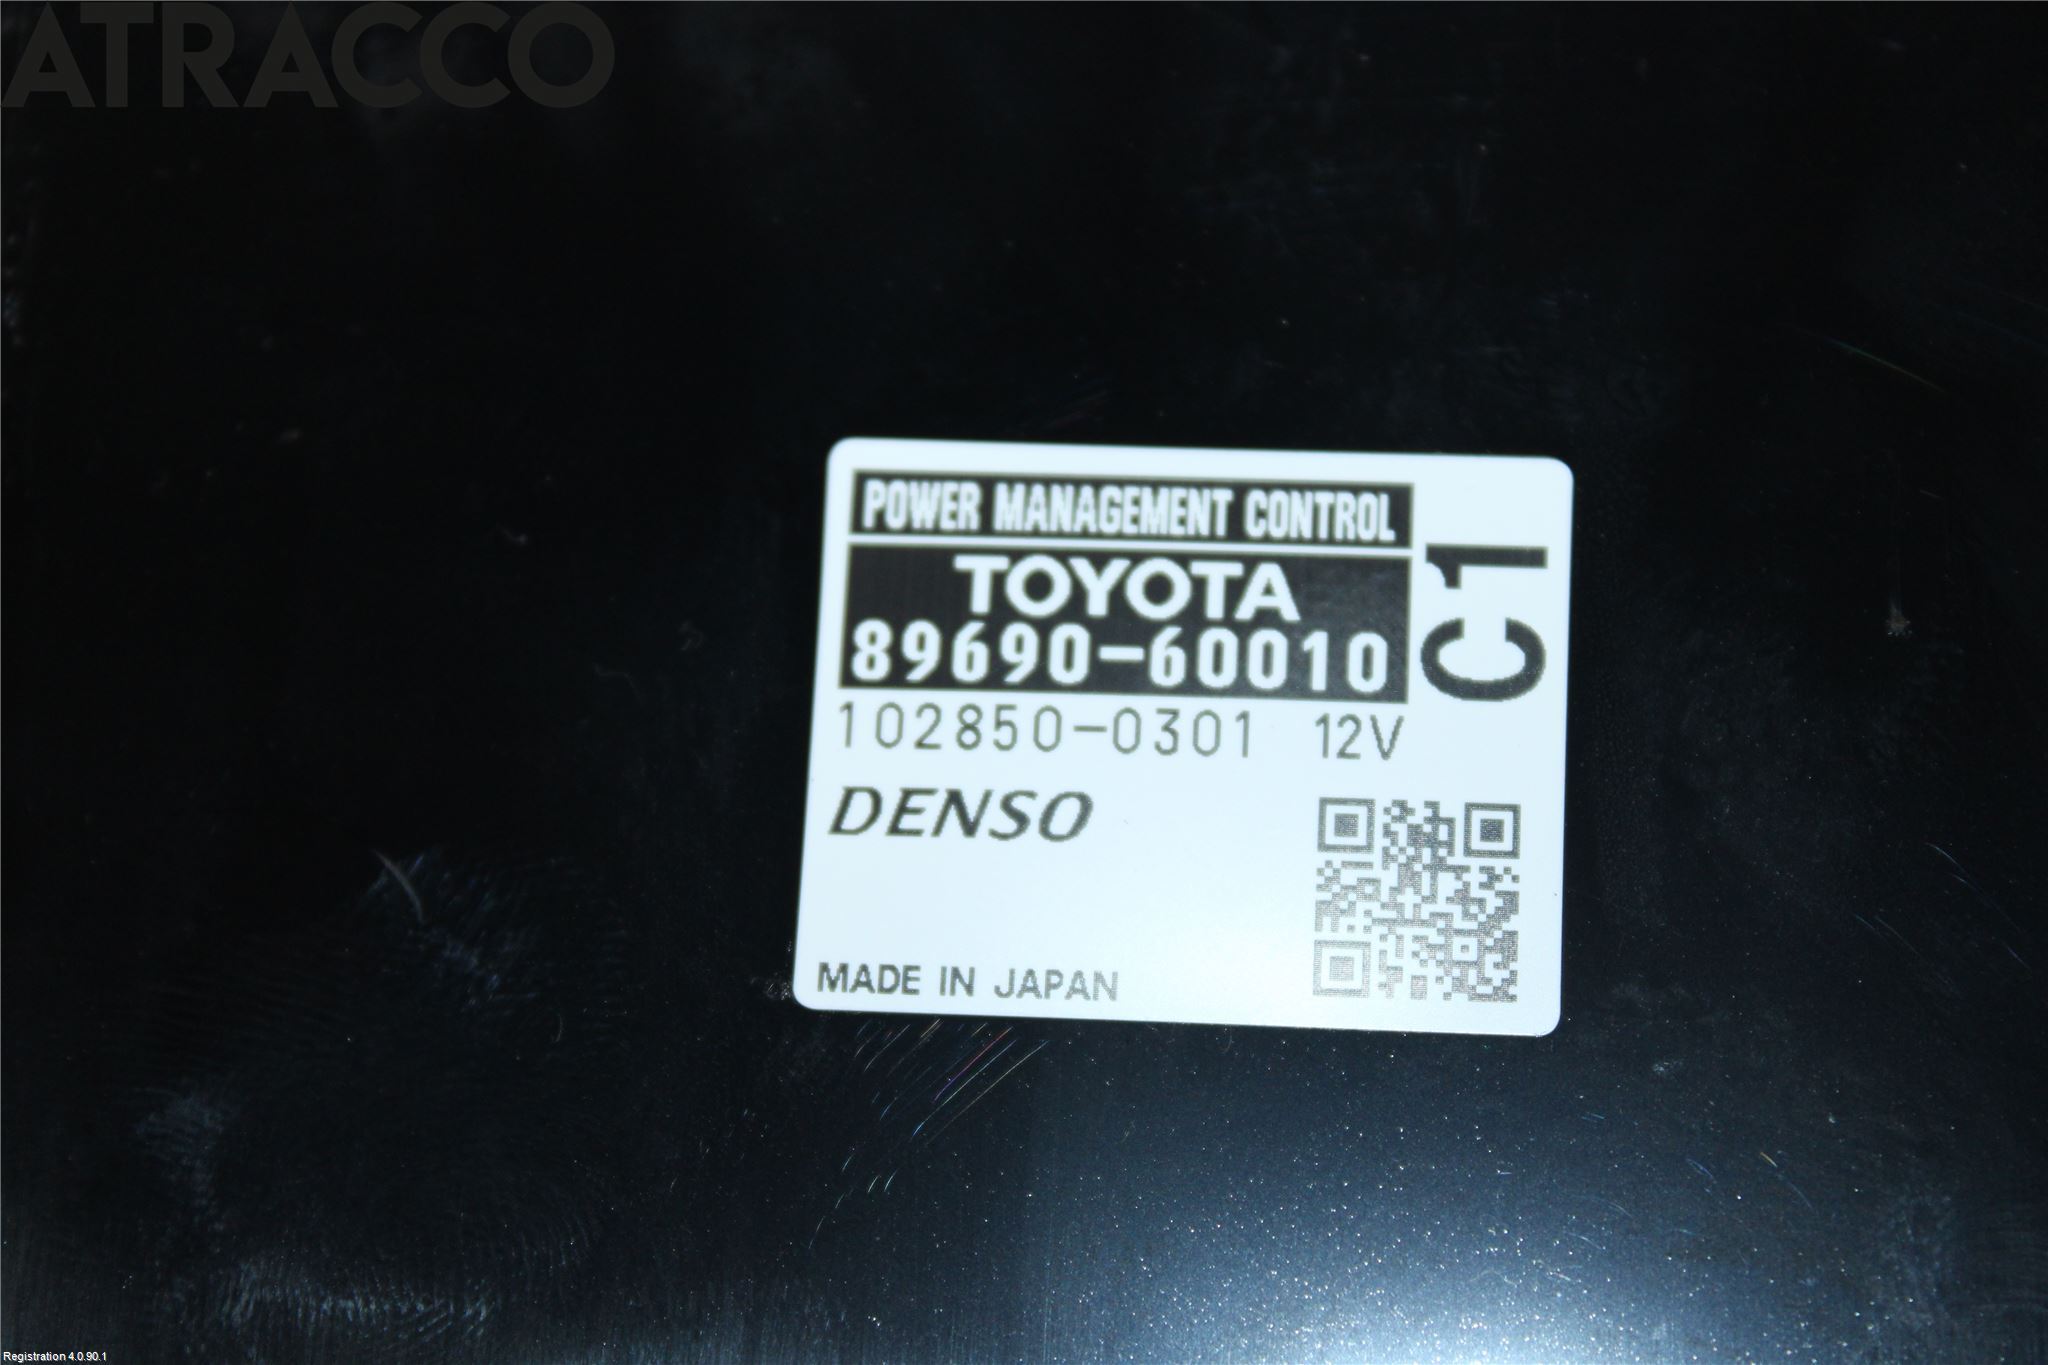 ATRACCO
POWER MANAGEMENT CONTROL
TOYOTA
89690-60010
C1
102850-0301 12V
DENSO
MADE IN JAPAN
Registration 4.0.90.1